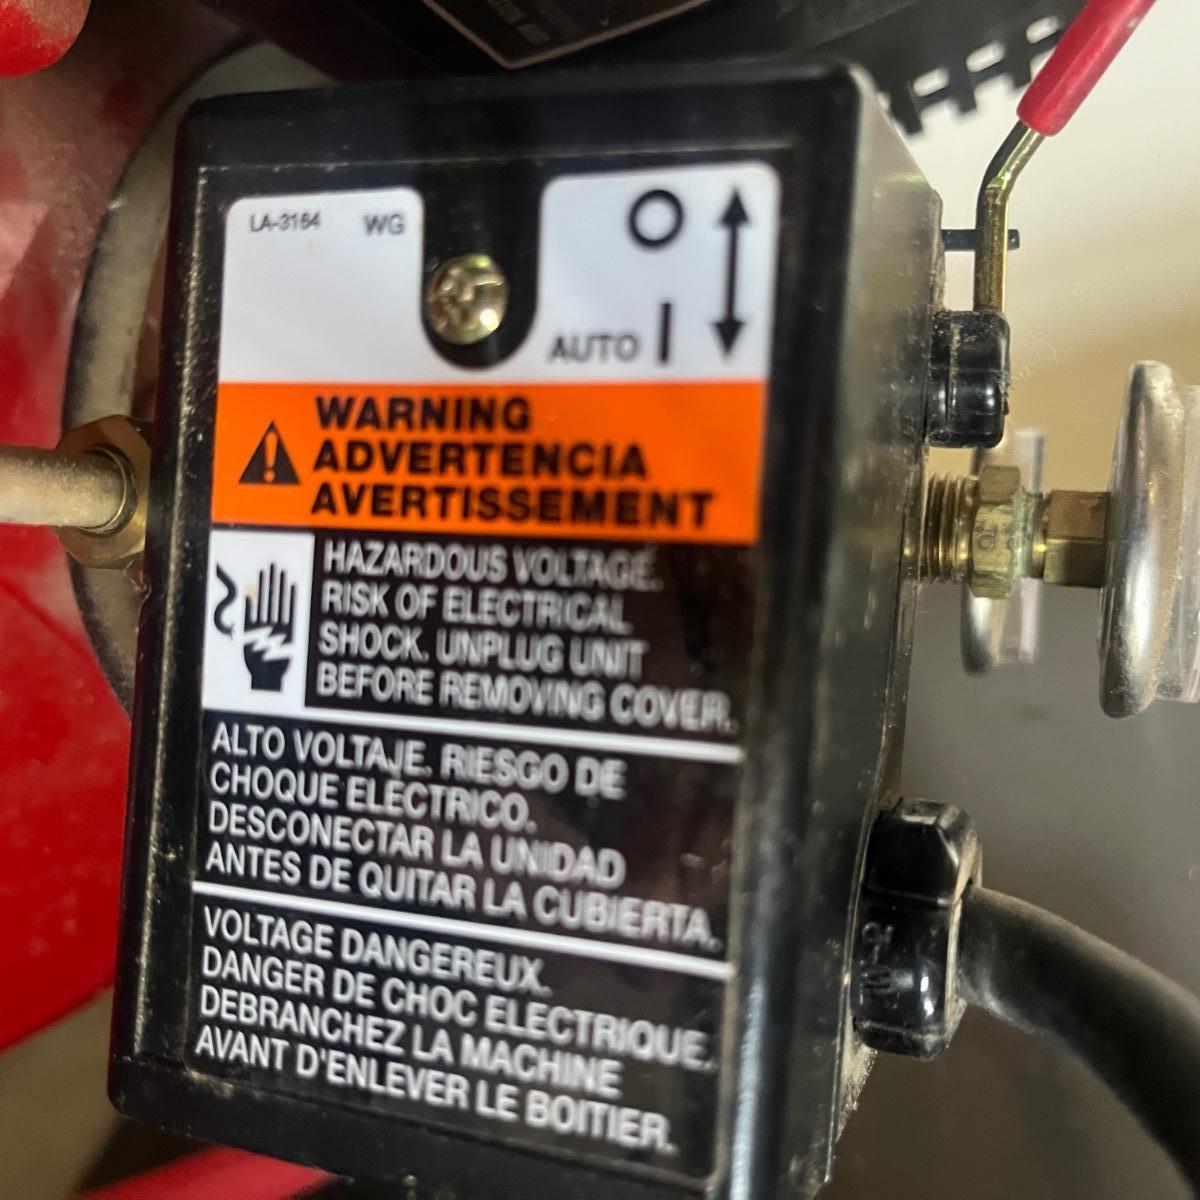 LA-3164 WG
O
AUTO I
WARNING
ADVERTENCIA
AVERTISSEMENT
HAZARDOUS VOLTAGE.
RISK OF ELECTRICAL
SHOCK. UNPLUG UNIT
BEFORE REMOVING COVER.
ALTO VOLTAJE. RIESGO DE
CHOQUE ELECTRICO.
DESCONECTAR LA UNIDAD
ANTES DE QUITAR LA CUBIERTA.
VOLTAGE DANGEREUX.
DANGER DE CHOC ELECTRIQUE.
DEBRANCHEZ LA MACHINE
AVANT D'ENLEVER LE BOITIER.